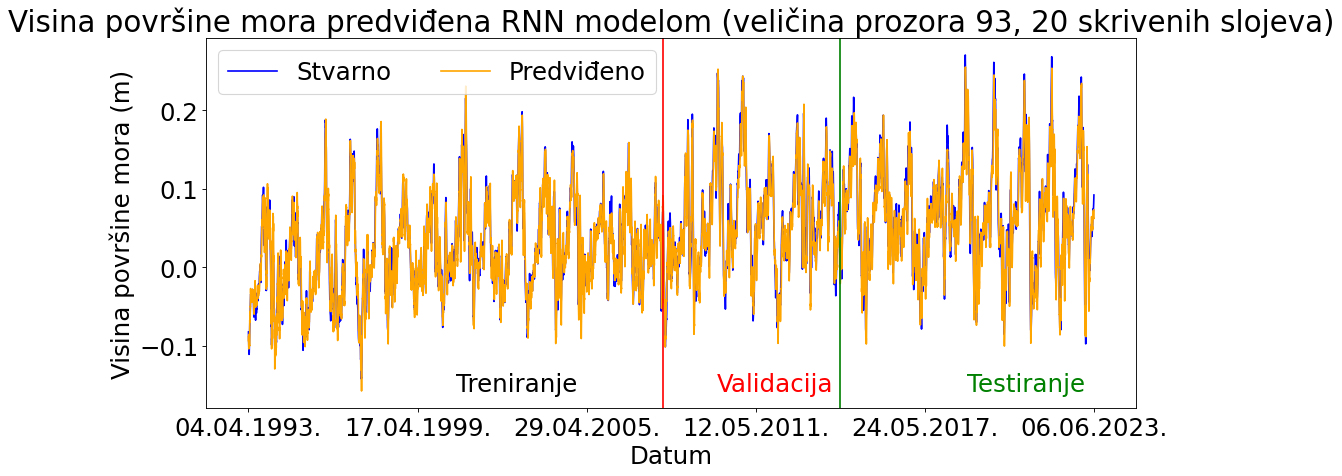 Visina površine mora predviđena RNN modelom (veličina prozora 93, 20 skrivenih slojeva)
Stvarno Predviđeno
Visina površine mora (m)
0.2
0.1
0.0
−0.1
Treniranje Validacija Testiranje
04.04.1993. 17.04.1999. 29.04.2005. 12.05.2011. 24.05.2017. 06.06.2023.
Datum